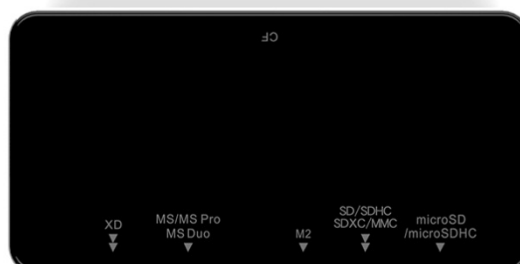 CF
XD
MS/MS Pro
MS Duo
M2
SD/SDHC
SDXC/MMC
microSD
/microSDHC